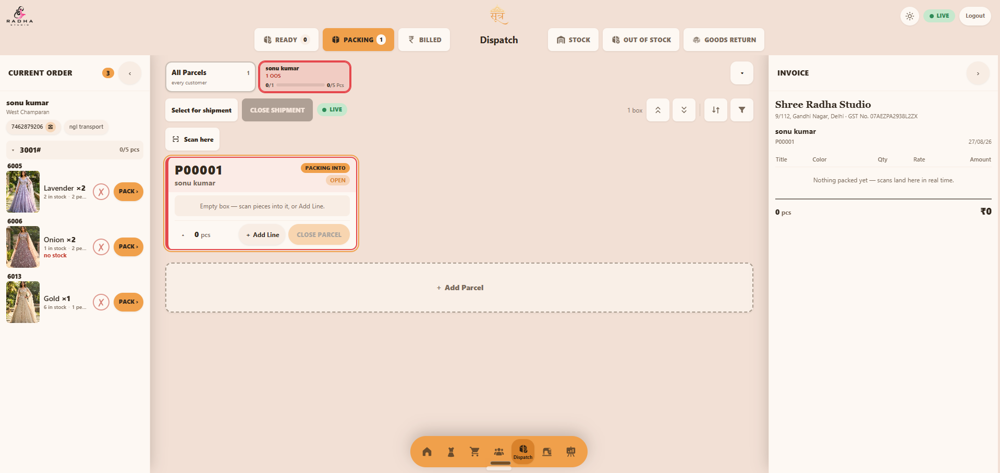 RADHA
STUDIO
सूत्र
LIVE
Logout
READY 0
PACKING 1
₹ BILLED
Dispatch
STOCK
OUT OF STOCK
GOODS RETURN
CURRENT ORDER 3
sonu kumar
West Champaran
7462879206
ngl transport
3001# 0/5 pcs
6005
Lavender ×2
2 in stock · 2 pe...
PACK ›
6006
Onion ×2
1 in stock · 2 pe...
no stock
PACK ›
6013
Gold ×1
6 in stock · 1 pe...
PACK ›
All Parcels 1
every customer
sonu kumar
1 OOS
0/1 0/5 Pcs
Select for shipment
CLOSE SHIPMENT
LIVE
1 box
Scan here
P00001
PACKING INTO
sonu kumar
OPEN
Empty box — scan pieces into it, or Add Line.
0 pcs
+ Add Line
CLOSE PARCEL
+ Add Parcel
Dispatch
INVOICE
Shree Radha Studio
9/112, Gandhi Nagar, Delhi · GST No. 07AEZPA2938L2ZX
sonu kumar
P00001 27/08/26
Title Color Qty Rate Amount
Nothing packed yet — scans land here in real time.
0 pcs ₹0